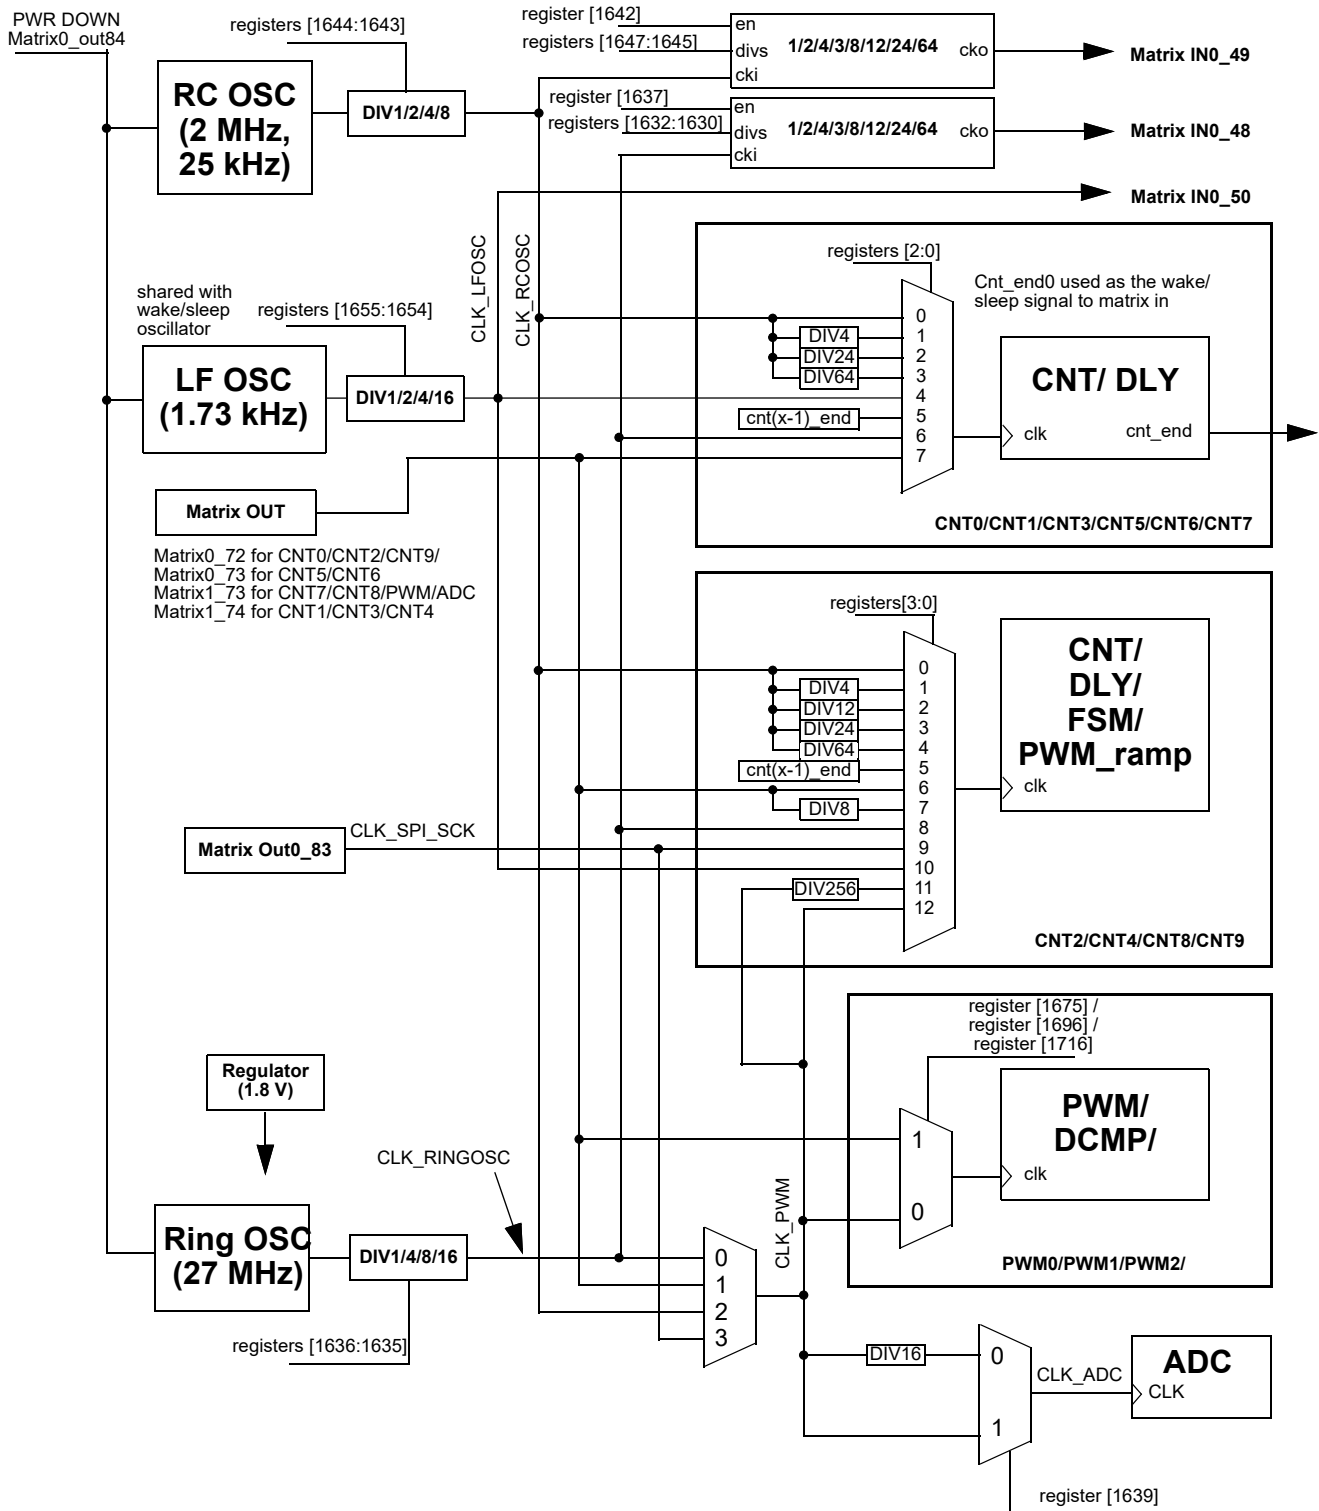 PWR DOWN
Matrix0_out84
registers [1644:1643]
RC OSC
(2 MHz,
25 kHz)
DIV1/2/4/8
register [1642]
registers [1647:1645]
en
divs
cki
1/2/4/3/8/12/24/64
cko
Matrix IN0_49
register [1637]
registers [1632:1630]
en
divs
cki
1/2/4/3/8/12/24/64
cko
Matrix IN0_48
Matrix IN0_50
CLK_LFOSC
CLK_RCOSC
shared with
wake/sleep
oscillator
registers [1655:1654]
LF OSC
(1.73 kHz)
DIV1/2/4/16
registers [2:0]
Cnt_end0 used as the wake/
sleep signal to matrix in
0
DIV4
1
DIV24
2
DIV64
3
4
cnt(x-1)_end
5
6
7
CNT/ DLY
clk
cnt_end
CNT0/CNT1/CNT3/CNT5/CNT6/CNT7
Matrix OUT
Matrix0_72 for CNT0/CNT2/CNT9/
Matrix0_73 for CNT5/CNT6
Matrix1_73 for CNT7/CNT8/PWM/ADC
Matrix1_74 for CNT1/CNT3/CNT4
registers[3:0]
0
DIV4
1
DIV12
2
DIV24
3
DIV64
4
cnt(x-1)_end
5
6
DIV8
7
8
9
10
DIV256
11
12
CNT/
DLY/
FSM/
PWM_ramp
clk
CNT2/CNT4/CNT8/CNT9
Matrix Out0_83
CLK_SPI_SCK
register [1675] /
register [1696] /
register [1716]
1
0
PWM/
DCMP/
clk
PWM0/PWM1/PWM2/
Regulator
(1.8 V)
CLK_RINGOSC
CLK_PWM
Ring OSC
(27 MHz)
DIV1/4/8/16
registers [1636:1635]
0
1
2
3
DIV16
0
1
CLK_ADC
ADC
CLK
register [1639]